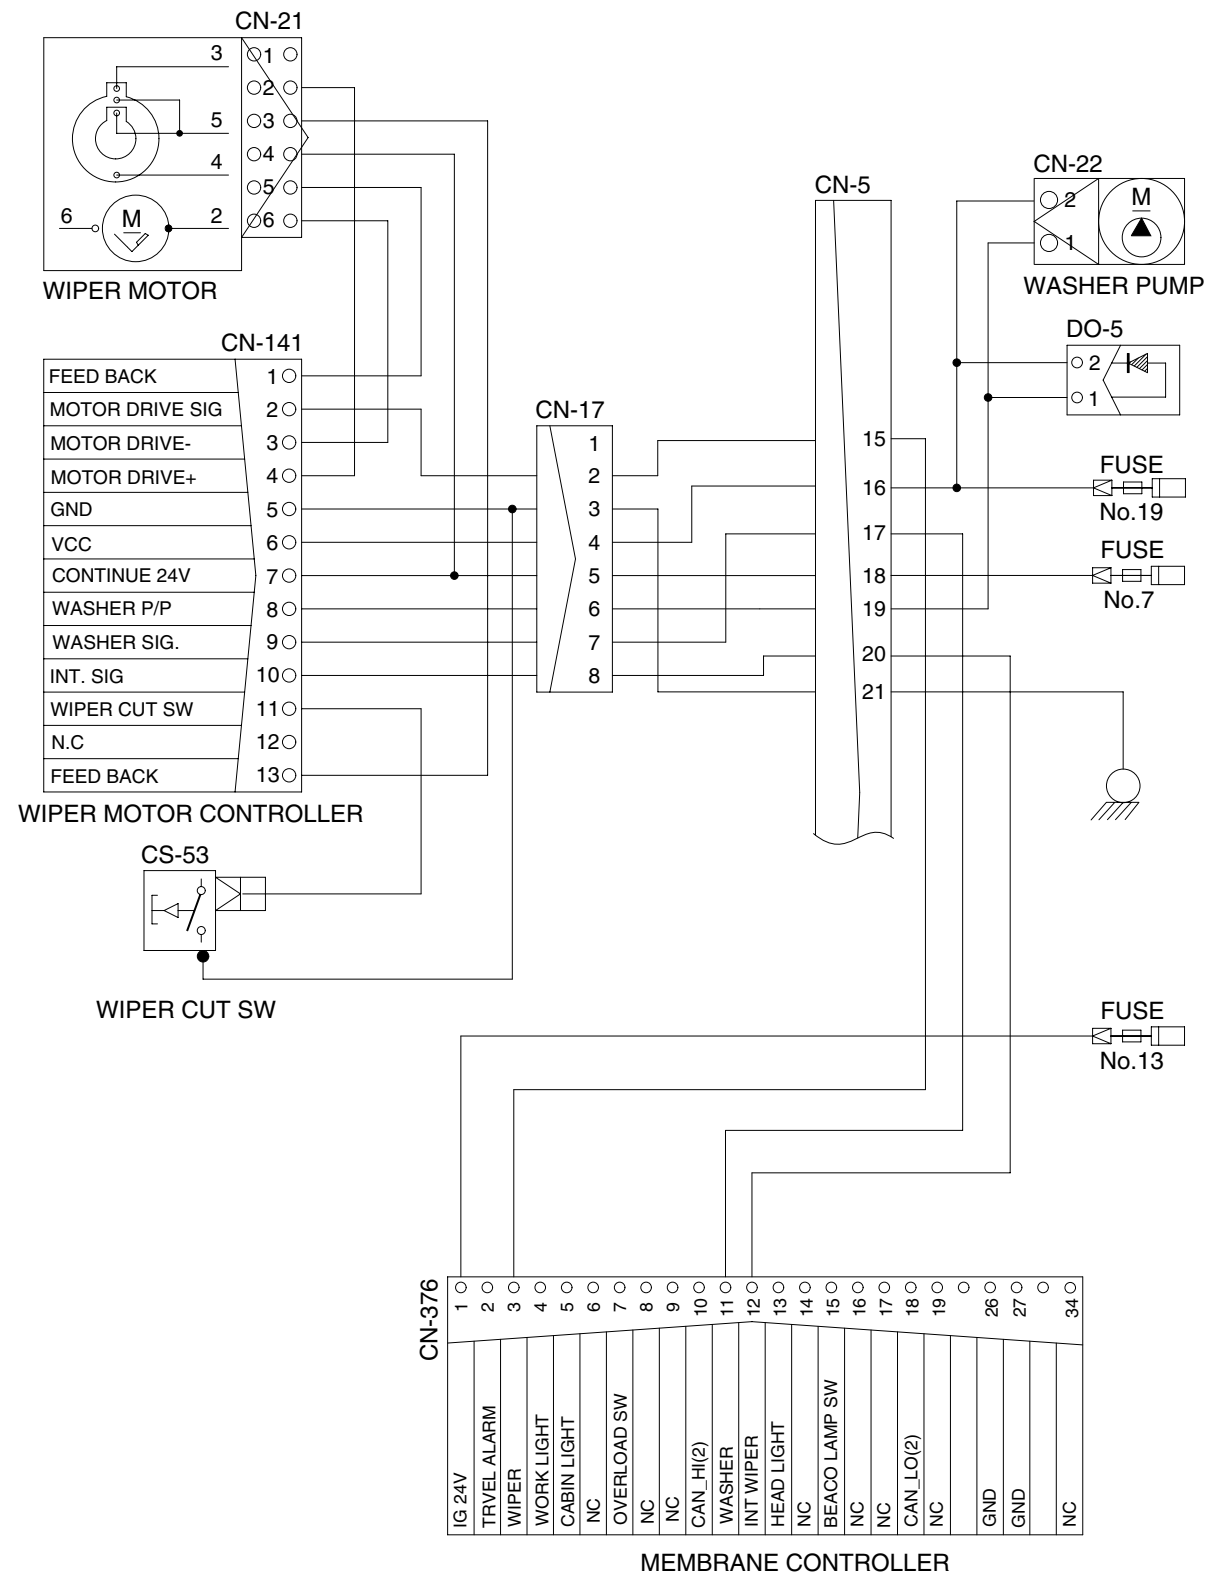 CN-21
3
5
4
6
M
2
1
2
3
4
5
6
WIPER MOTOR
CN-141
FEED BACK 1
MOTOR DRIVE SIG 2
MOTOR DRIVE- 3
MOTOR DRIVE+ 4
GND 5
VCC 6
CONTINUE 24V 7
WASHER P/P 8
WASHER SIG. 9
INT. SIG 10
WIPER CUT SW 11
N.C 12
FEED BACK 13
WIPER MOTOR CONTROLLER
CS-53
WIPER CUT SW
CN-17
1
2
3
4
5
6
7
8
CN-5
15
16
17
18
19
20
21
CN-22
2
1
M
WASHER PUMP
DO-5
2
1
FUSE
No.19
FUSE
No.7
FUSE
No.13
CN-376
1 IG 24V
2 TRVEL ALARM
3 WIPER
4 WORK LIGHT
5 CABIN LIGHT
6 NC
7 OVERLOAD SW
8 NC
9 NC
10 CAN_HI(2)
11 WASHER
12 INT WIPER
13 HEAD LIGHT
14 NC
15 BEACO LAMP SW
16 NC
17 NC
18 CAN_LO(2)
19 NC
26 GND
27 GND
34 NC
MEMBRANE CONTROLLER